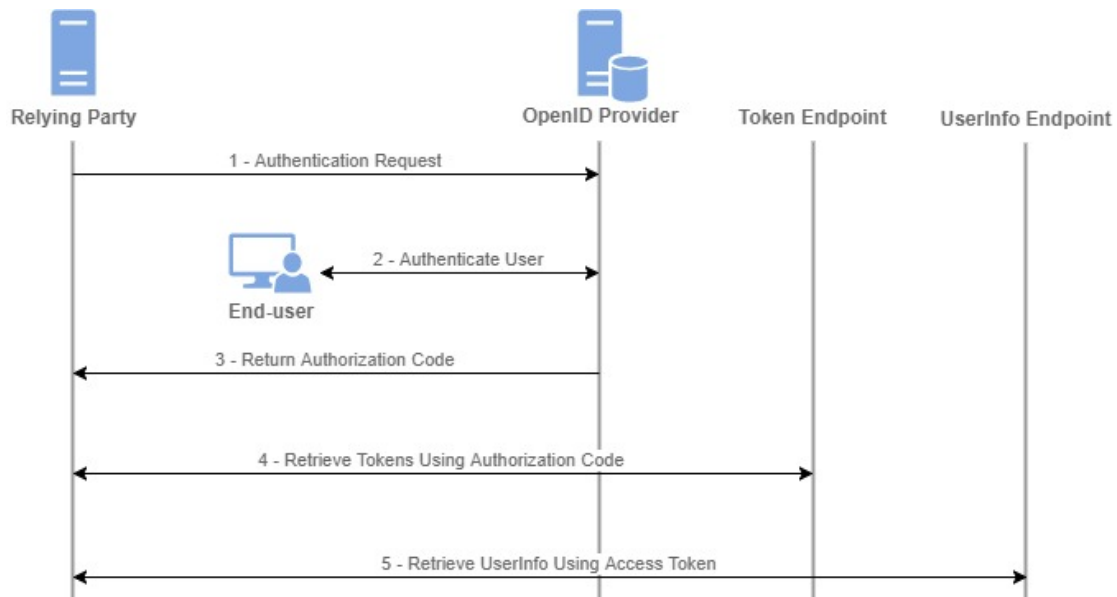 Relying Party
OpenID Provider
Token Endpoint
UserInfo Endpoint
1 - Authentication Request
2 - Authenticate User
End-user
3 - Return Authorization Code
4 - Retrieve Tokens Using Authorization Code
5 - Retrieve UserInfo Using Access Token